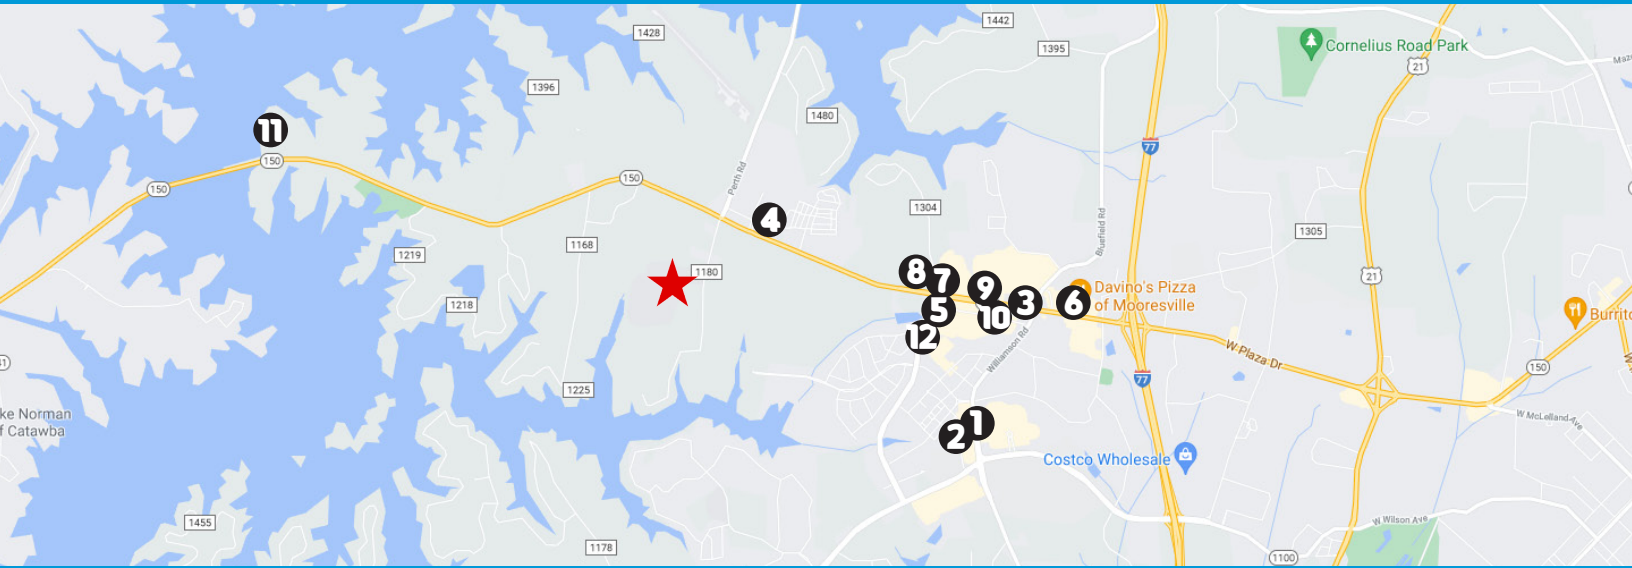 1442
1428
1395
Cornelius Road Park
21
1396
1480
11
77
150
150
150
Perth Rd
1304
4
Bluefield Rd
1305
1168
1219
1180
8
7
9
3
6
Davino's Pizza
of Mooresville
21
1218
5
10
12
Williamson Rd
W Plaza Dr
77
150
1225
ke Norman
f Catawba
1
2
W McLelland Ave
Costco Wholesale
1455
W Wilson Ave
1178
1100